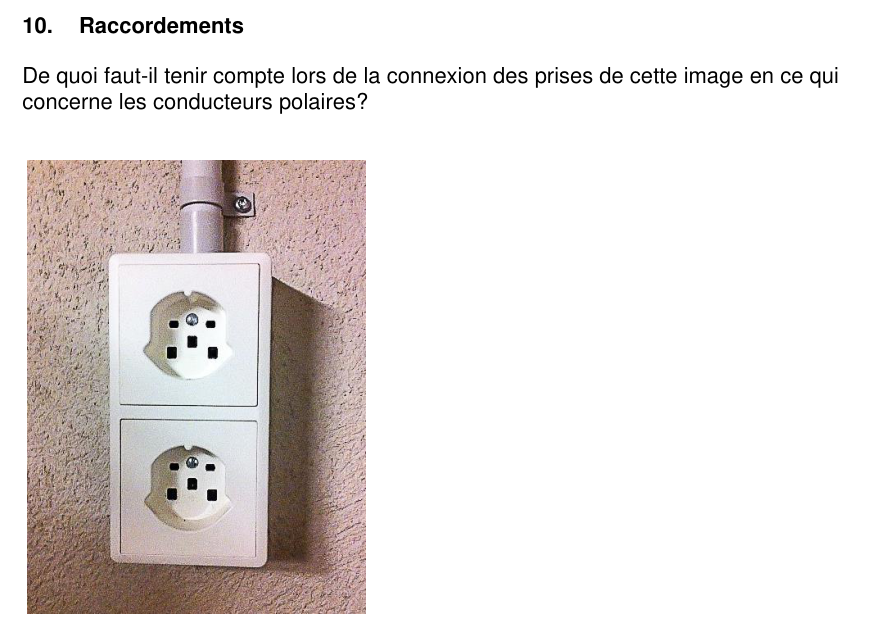 10. Raccordements
De quoi faut-il tenir compte lors de la connexion des prises de cette image en ce qui
concerne les conducteurs polaires?